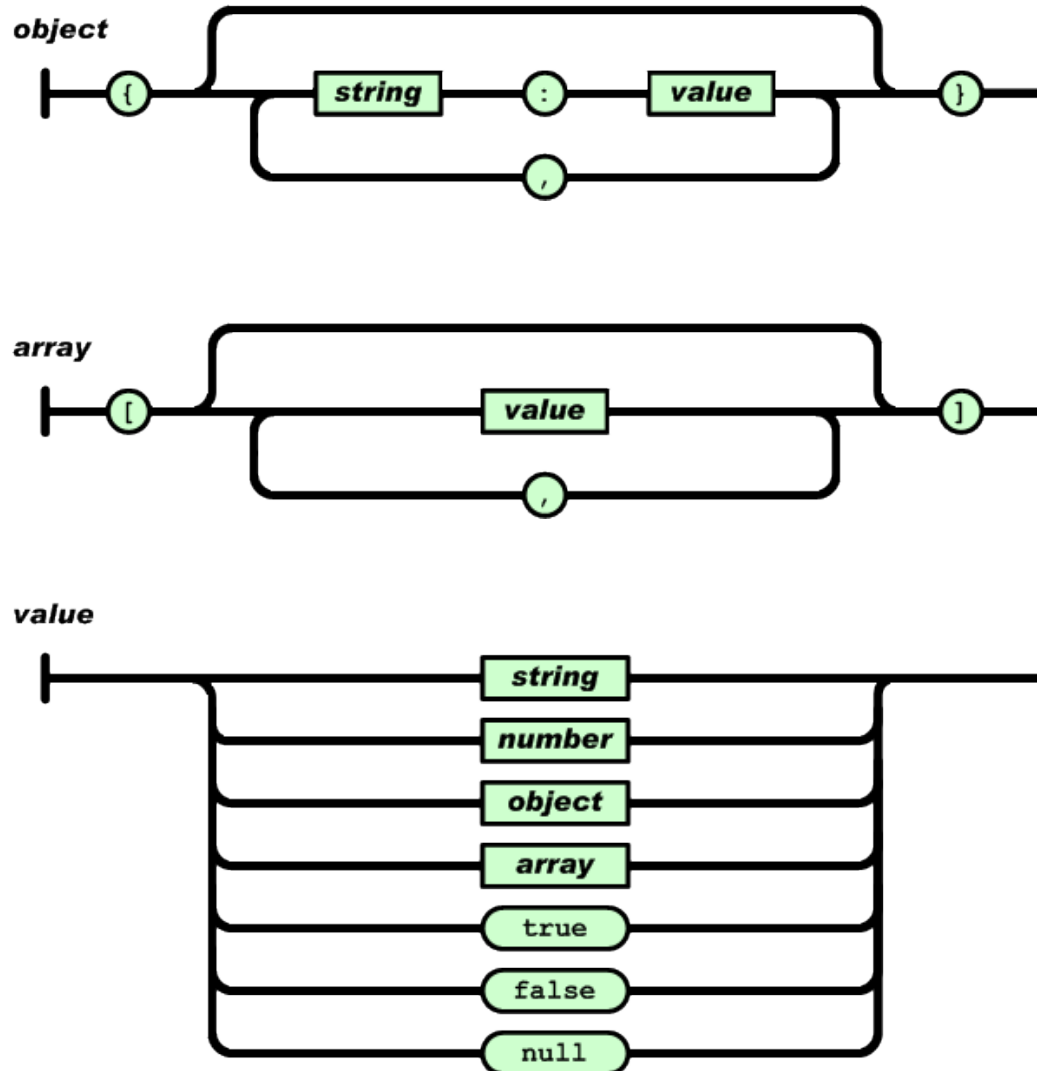 object
{ string : value }
,
array
[ value ]
,
value
string
number
object
array
true
false
null